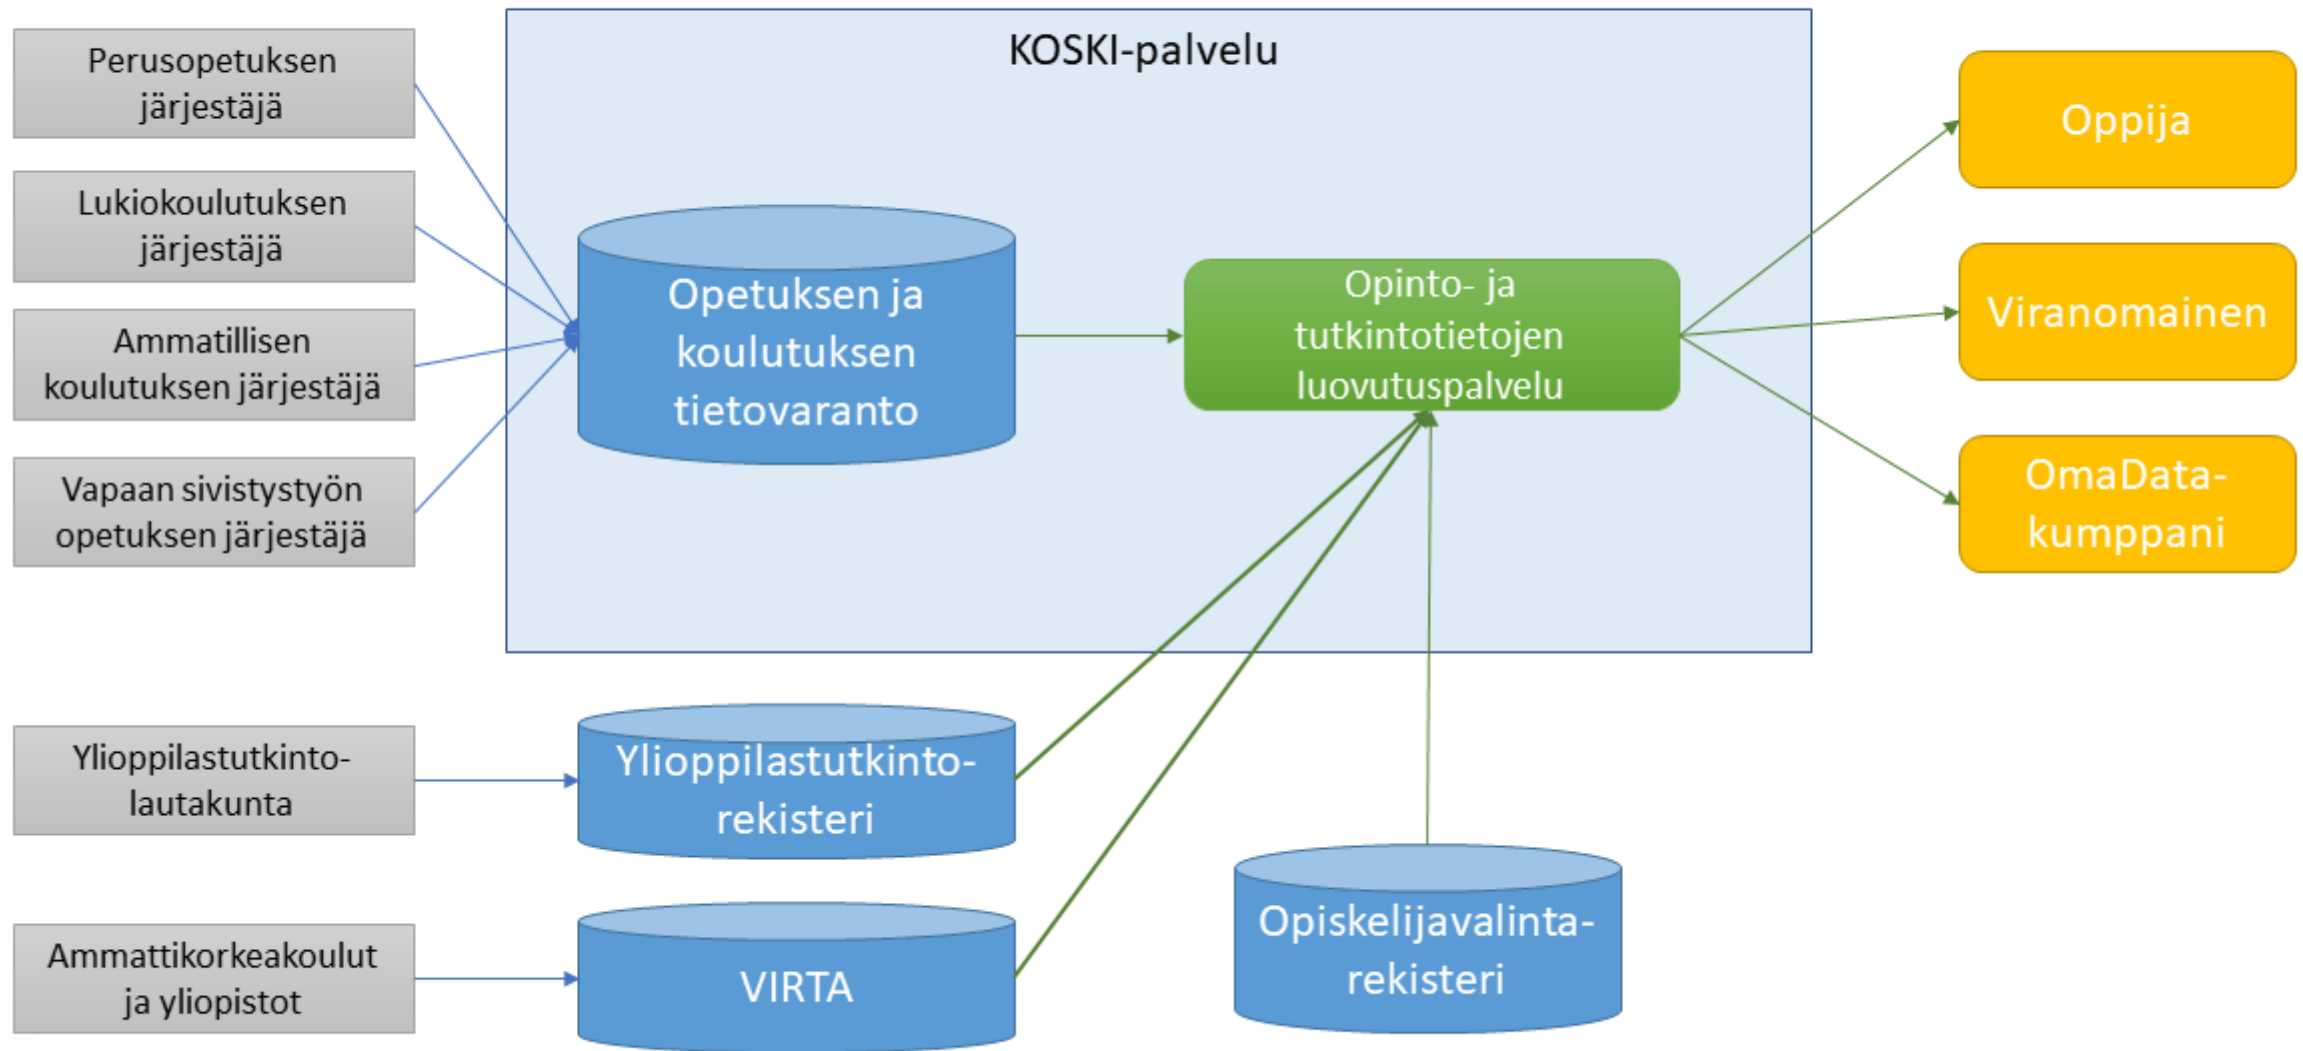 KOSKI-palvelu
Perusopetuksen
järjestäjä
Lukiokoulutuksen
järjestäjä
Ammatillisen
koulutuksen järjestäjä
Vapaan sivistystyön
opetuksen järjestäjä
Opetuksen ja
koulutuksen
tietovaranto
Opinto- ja
tutkintotietojen
luovutuspalvelu
Oppija
Viranomainen
OmaData-
kumppani
Ylioppilastutkinto-
lautakunta
Ylioppilastutkinto-
rekisteri
Ammattikorkeakoulut
ja yliopistot
VIRTA
Opiskelijavalinta-
rekisteri